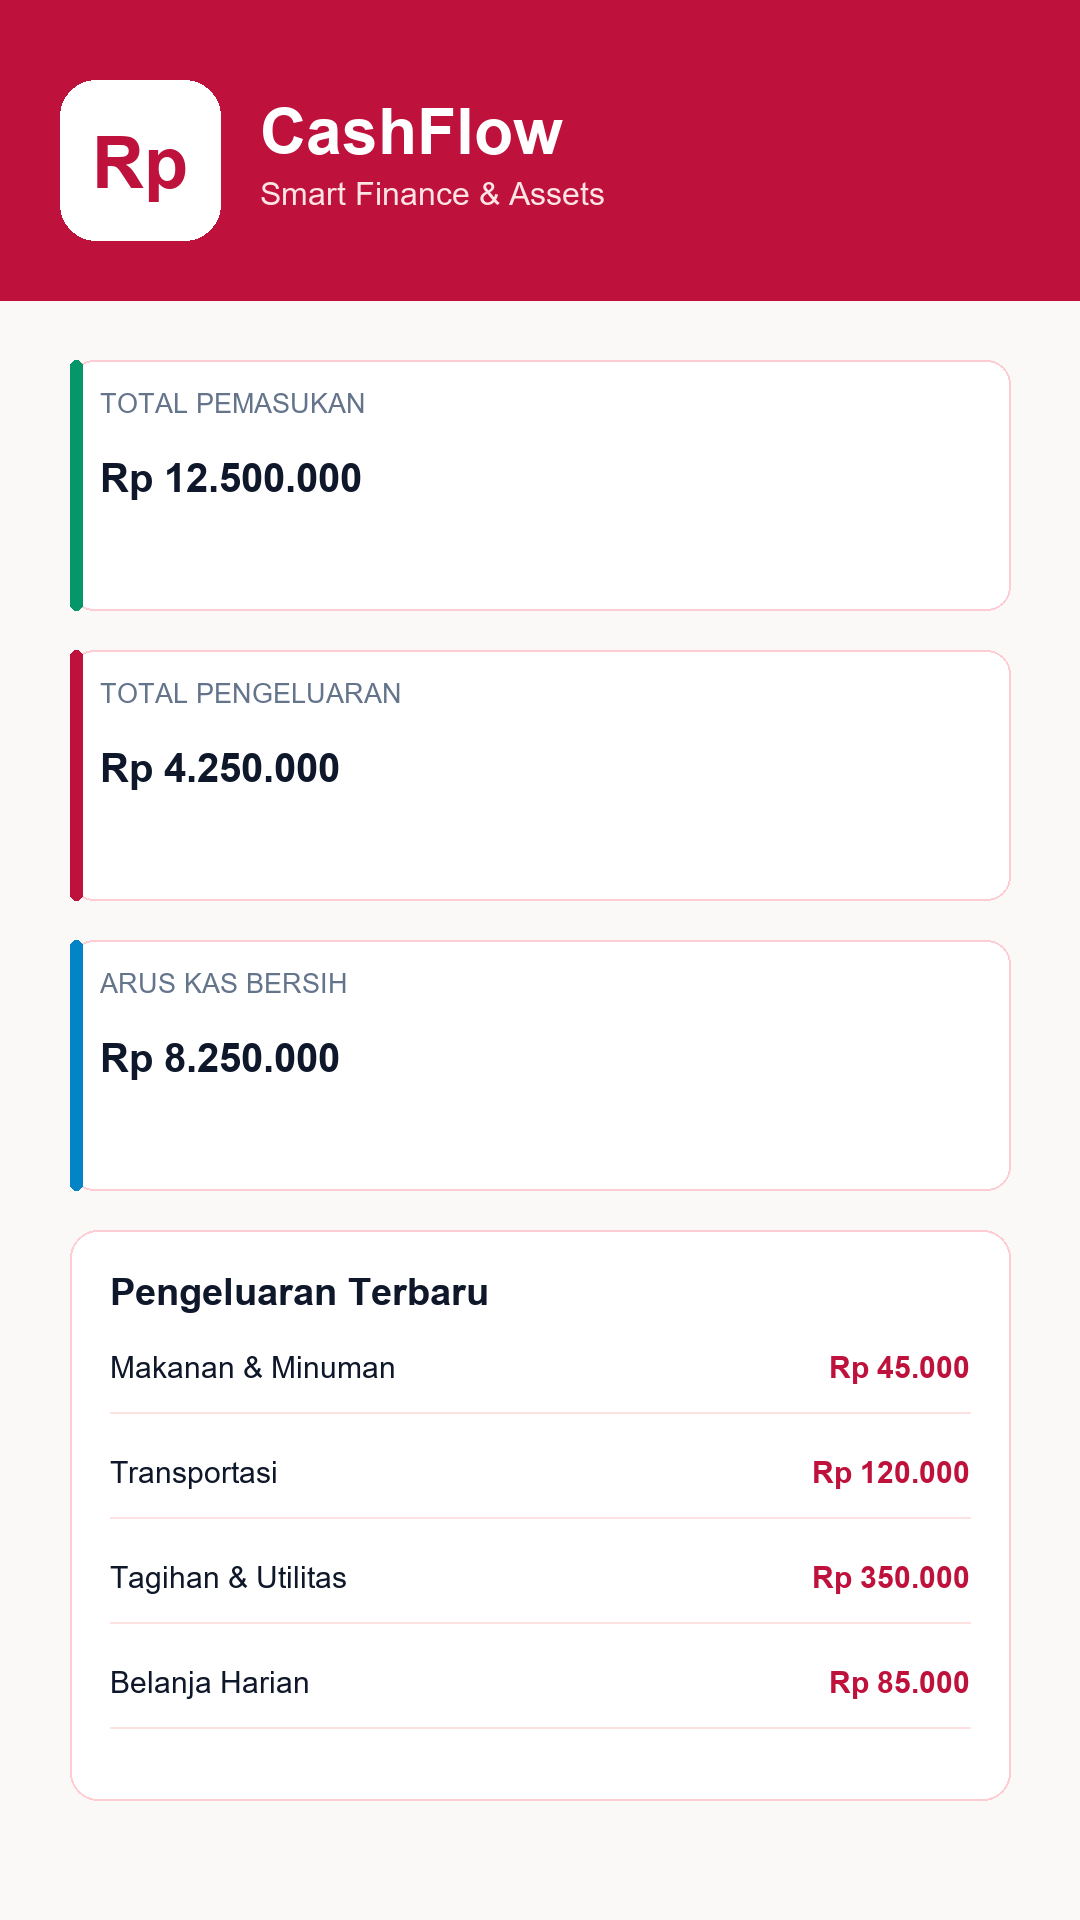 Rp
CashFlow
Smart Finance & Assets
TOTAL PEMASUKAN
Rp 12.500.000
TOTAL PENGELUARAN
Rp 4.250.000
ARUS KAS BERSIH
Rp 8.250.000
Pengeluaran Terbaru
Makanan & Minuman Rp 45.000
Transportasi Rp 120.000
Tagihan & Utilitas Rp 350.000
Belanja Harian Rp 85.000